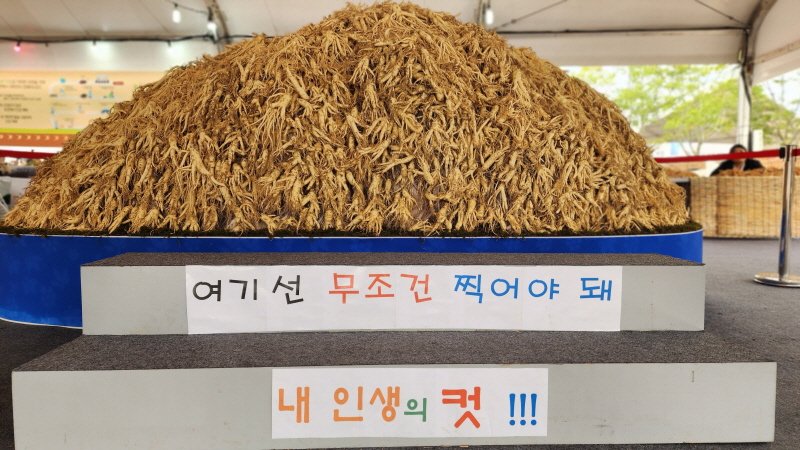 여기선 무조건 찍어야 돼
내 인생의 컷 !!!